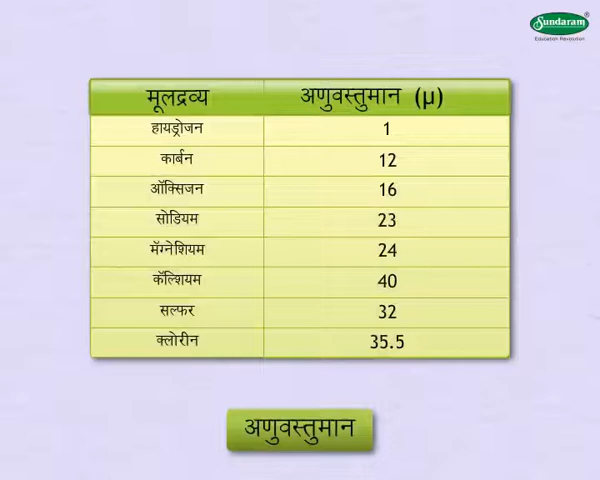 Sundaram®
Education Revolution
मूलद्रव्य अणुवस्तुमान (μ)
हायड्रोजन 1
कार्बन 12
ऑक्सिजन 16
सोडियम 23
मॅग्नेशियम 24
कॅल्शियम 40
सल्फर 32
क्लोरीन 35.5
अणुवस्तुमान